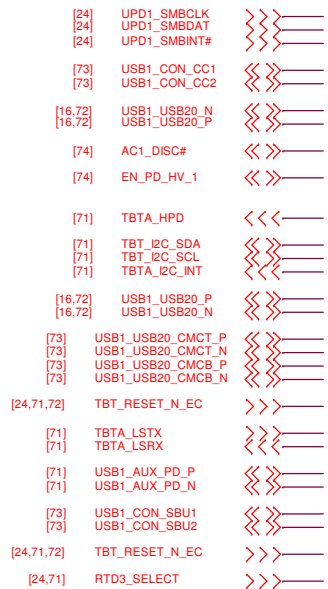 [24] UPD1_SMBCLK
[24] UPD1_SMBDAT
[24] UPD1_SMBINT#
[73] USB1_CON_CC1
[73] USB1_CON_CC2
[16,72] USB1_USB20_N
[16,72] USB1_USB20_P
[74] AC1_DISC#
[74] EN_PD_HV_1
[71] TBTA_HPD
[71] TBT_I2C_SDA
[71] TBT_I2C_SCL
[71] TBTA_I2C_INT
[16,72] USB1_USB20_P
[16,72] USB1_USB20_N
[73] USB1_USB20_CMCT_P
[73] USB1_USB20_CMCT_N
[73] USB1_USB20_CMCB_P
[73] USB1_USB20_CMCB_N
[24,71,72] TBT_RESET_N_EC
[71] TBTA_LSTX
[71] TBTA_LSRX
[71] USB1_AUX_PD_P
[71] USB1_AUX_PD_N
[73] USB1_CON_SBU1
[73] USB1_CON_SBU2
[24,71,72] TBT_RESET_N_EC
[24,71] RTD3_SELECT